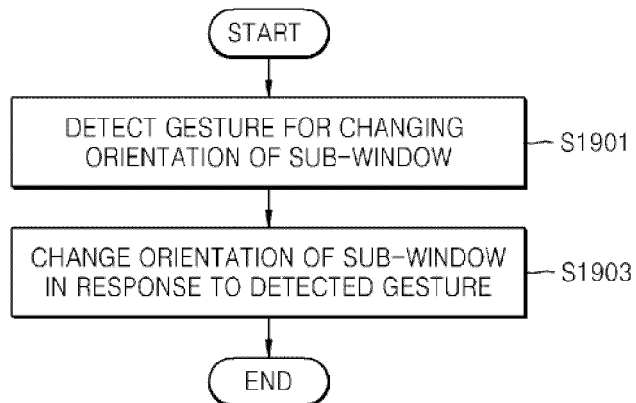 START
DETECT GESTURE FOR CHANGING
ORIENTATION OF SUB-WINDOW
S1901
CHANGE ORIENTATION OF SUB-WINDOW
IN RESPONSE TO DETECTED GESTURE
S1903
END